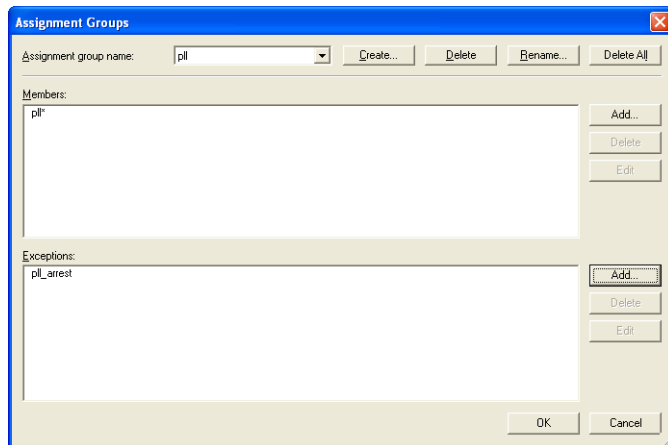 Assignment Groups
Assignment group name: pll Create... Delete Rename... Delete All
Members:
pll*
Add...
Delete
Edit
Exceptions:
pll_arrest
Add...
Delete
Edit
OK Cancel